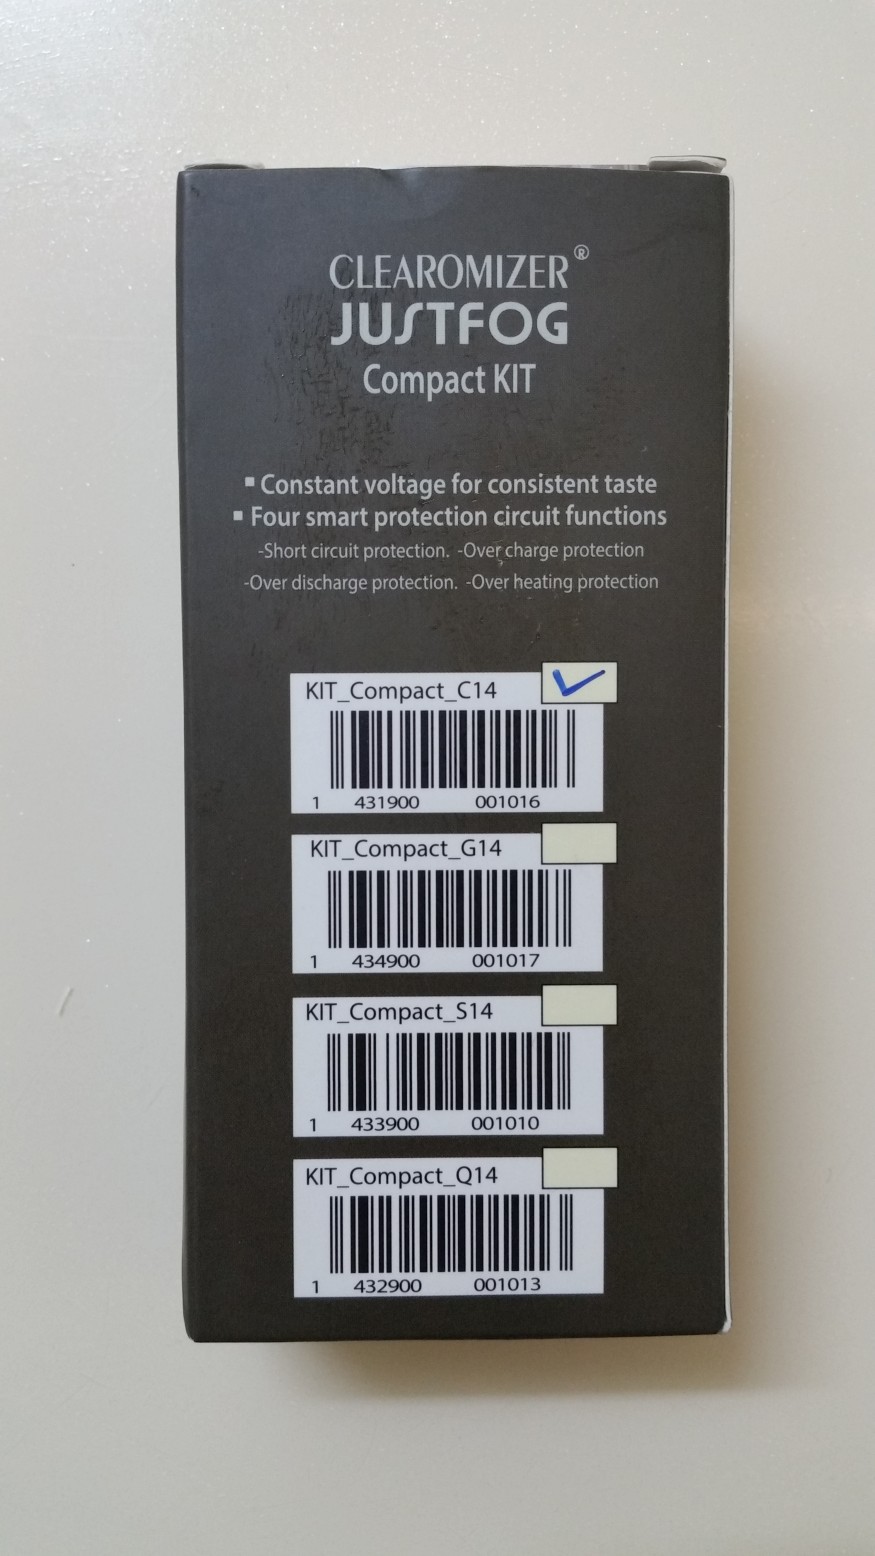 CLEAROMIZER®
JUSTFOG
Compact KIT
▪ Constant voltage for consistent taste
▪ Four smart protection circuit functions
-Short circuit protection. -Over charge protection
-Over discharge protection. -Over heating protection
KIT_Compact_C14
1 431900 001016
KIT_Compact_G14
1 434900 001017
KIT_Compact_S14
1 433900 001010
KIT_Compact_Q14
1 432900 001013